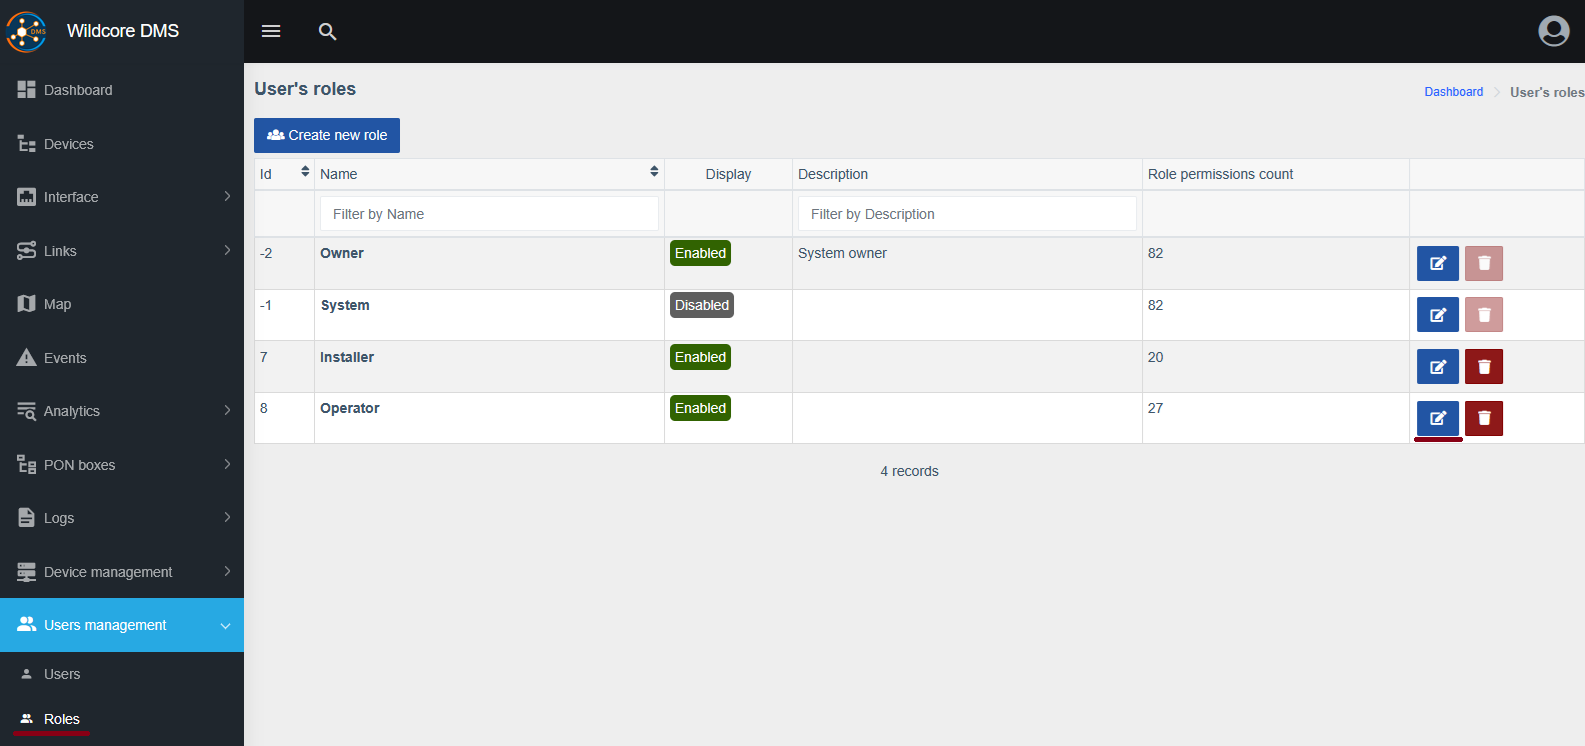 DMS
Wildcore DMS
Dashboard
Devices
Interface
Links
Map
Events
Analytics
PON boxes
Logs
Device management
Users management
Users
Roles
User's roles
Dashboard
User's roles
Create new role
Id Name Display Description Role permissions count
Filter by Name Filter by Description
-2 Owner Enabled System owner 82
-1 System Disabled 82
7 Installer Enabled 20
8 Operator Enabled 27
4 records